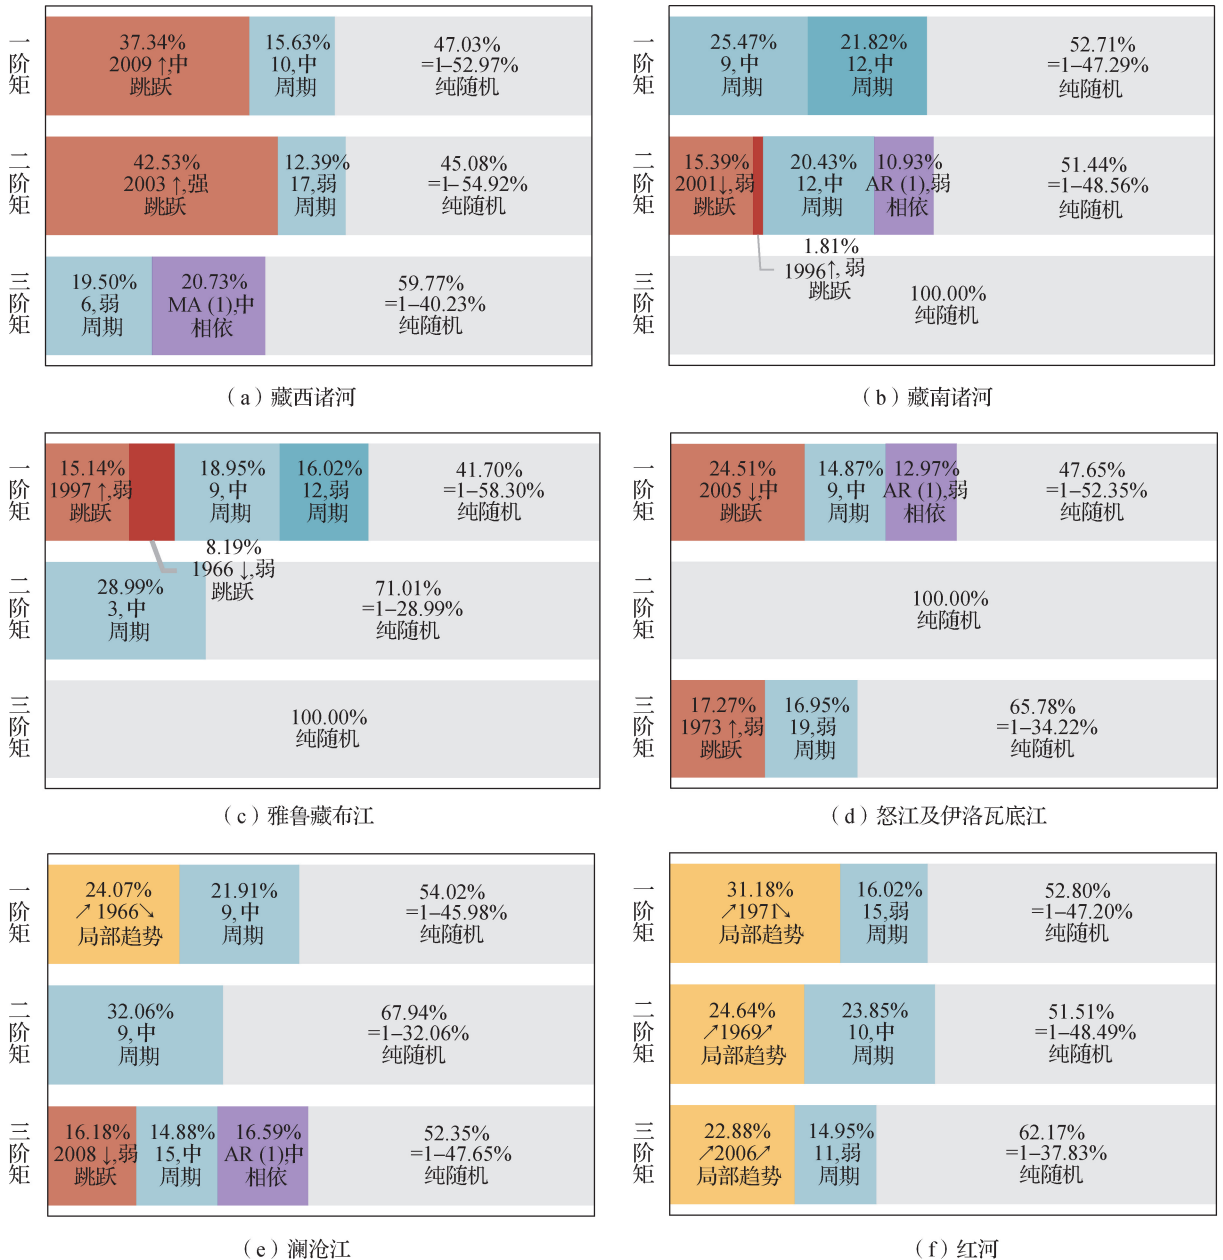 一阶矩
37.34%
2009 ↑,中
跳跃
15.63%
10,中
周期
47.03%
=1–52.97%
纯随机
二阶矩
42.53%
2003 ↑,强
跳跃
12.39%
17,弱
周期
45.08%
=1–54.92%
纯随机
三阶矩
19.50%
6,弱
周期
20.73%
MA (1),中
相依
59.77%
=1–40.23%
纯随机
（a）藏西诸河
一阶矩
25.47%
9,中
周期
21.82%
12,中
周期
52.71%
=1–47.29%
纯随机
二阶矩
15.39%
2001↓,弱
跳跃
1.81%
1996↑,弱
跳跃
20.43%
12,中
周期
10.93%
AR (1),弱
相依
51.44%
=1–48.56%
纯随机
三阶矩
100.00%
纯随机
（b）藏南诸河
一阶矩
15.14%
1997 ↑,弱
跳跃
8.19%
1966 ↓,弱
跳跃
18.95%
9,中
周期
16.02%
12,弱
周期
41.70%
=1–58.30%
纯随机
二阶矩
28.99%
3,中
周期
71.01%
=1–28.99%
纯随机
三阶矩
100.00%
纯随机
（c）雅鲁藏布江
一阶矩
24.51%
2005 ↓,中
跳跃
14.87%
9,中
周期
12.97%
AR (1),弱
相依
47.65%
=1–52.35%
纯随机
二阶矩
100.00%
纯随机
三阶矩
17.27%
1973 ↑,弱
跳跃
16.95%
19,弱
周期
65.78%
=1–34.22%
纯随机
（d）怒江及伊洛瓦底江
一阶矩
24.07%
↗1966↘
局部趋势
21.91%
9,中
周期
54.02%
=1–45.98%
纯随机
二阶矩
32.06%
9,中
周期
67.94%
=1–32.06%
纯随机
三阶矩
16.18%
2008 ↓,弱
跳跃
14.88%
15,中
周期
16.59%
AR (1),中
相依
52.35%
=1–47.65%
纯随机
（e）澜沧江
一阶矩
31.18%
↗1971↘
局部趋势
16.02%
15,弱
周期
52.80%
=1–47.20%
纯随机
二阶矩
24.64%
↗1969↗
局部趋势
23.85%
10,中
周期
51.51%
=1–48.49%
纯随机
三阶矩
22.88%
↗2006↗
局部趋势
14.95%
11,弱
周期
62.17%
=1–37.83%
纯随机
（f）红河